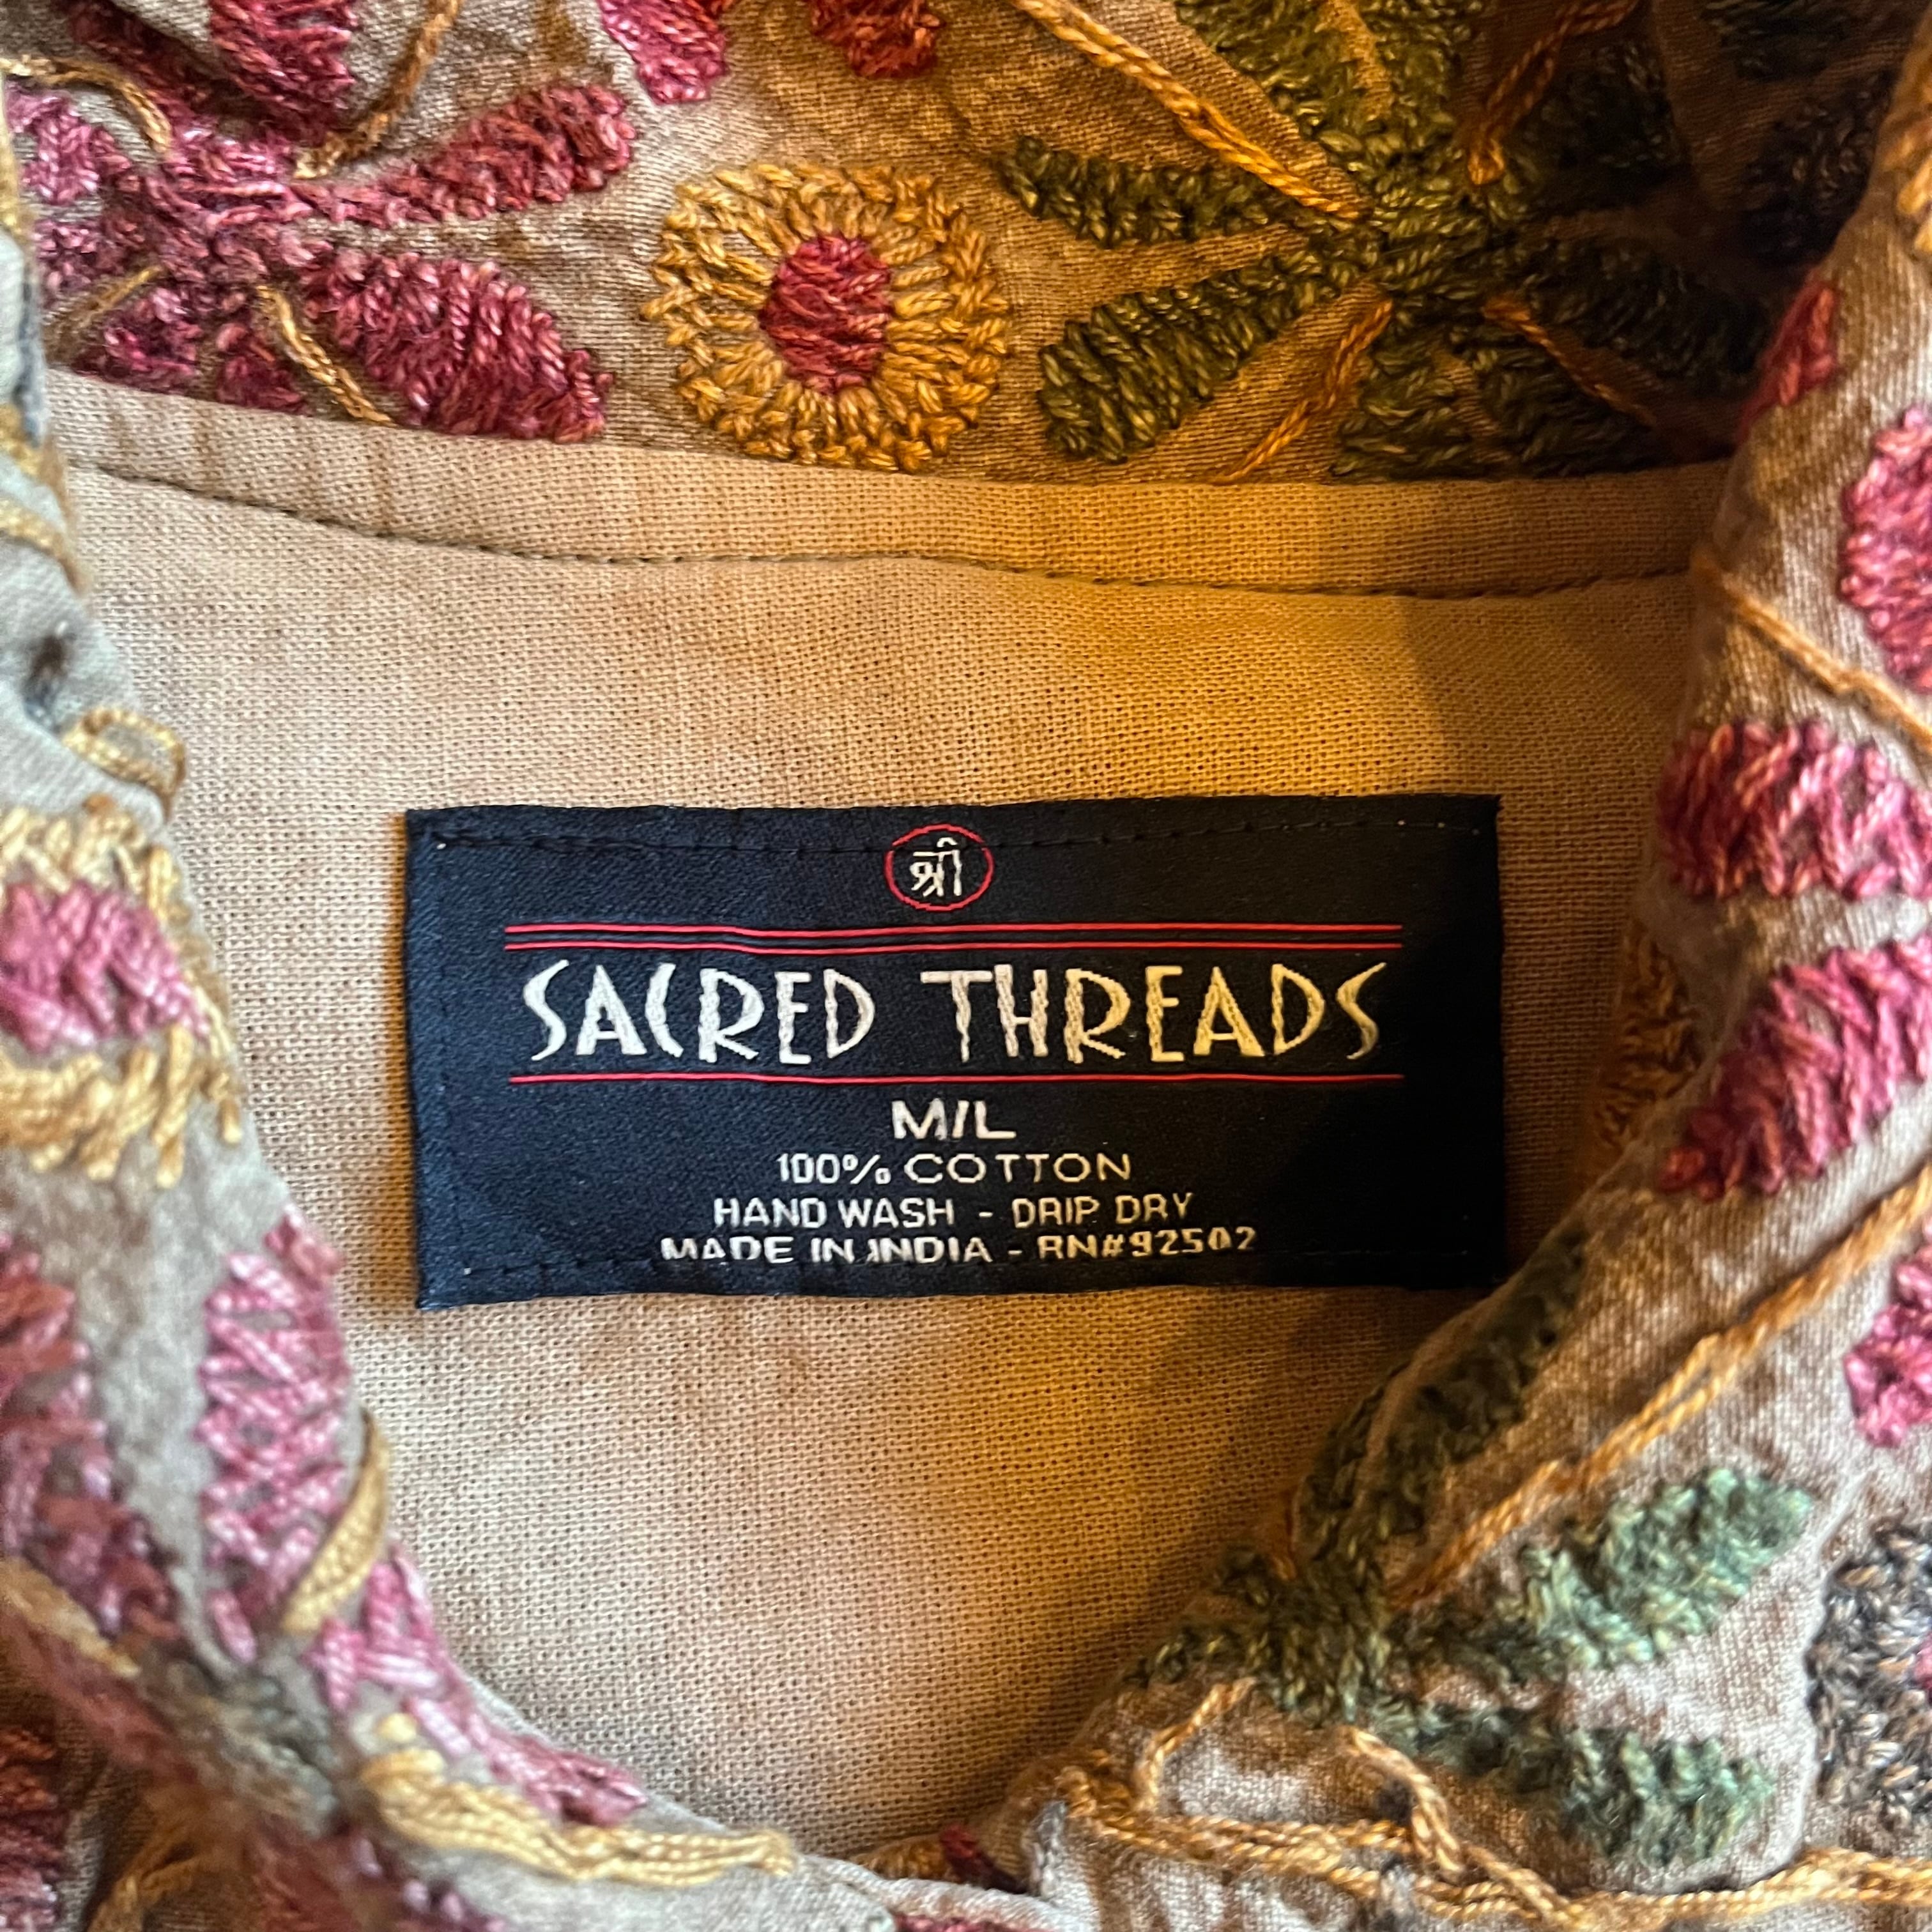 श्री
SACRED THREADS
M/L
100% COTTON
HAND WASH - DRIP DRY
MADE IN INDIA - RN#92502